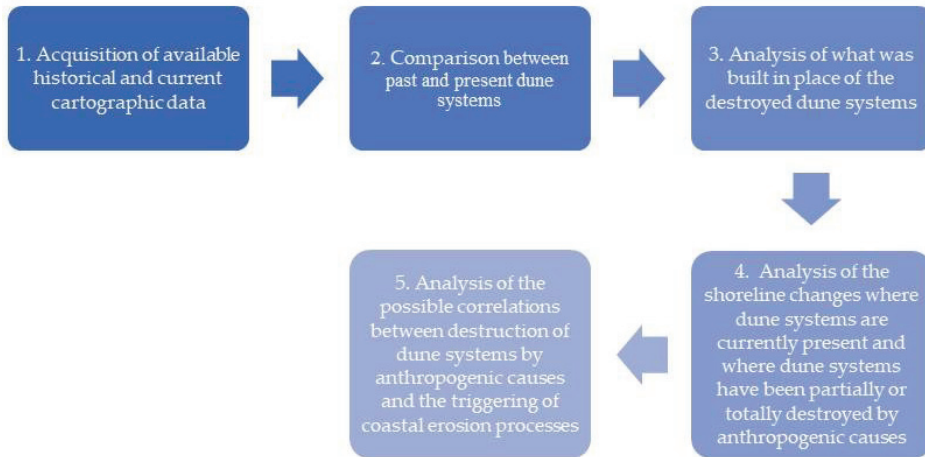 1. Acquisition of available
historical and current
cartographic data
2. Comparison between
past and present dune
systems
3. Analysis of what was
built in place of the
destroyed dune systems
4. Analysis of the
shoreline changes where
dune systems are
currently present and
where dune systems
have been partially or
totally destroyed by
anthropogenic causes
5. Analysis of the
possible correlations
between destruction of
dune systems by
anthropogenic causes
and the triggering of
coastal erosion processes